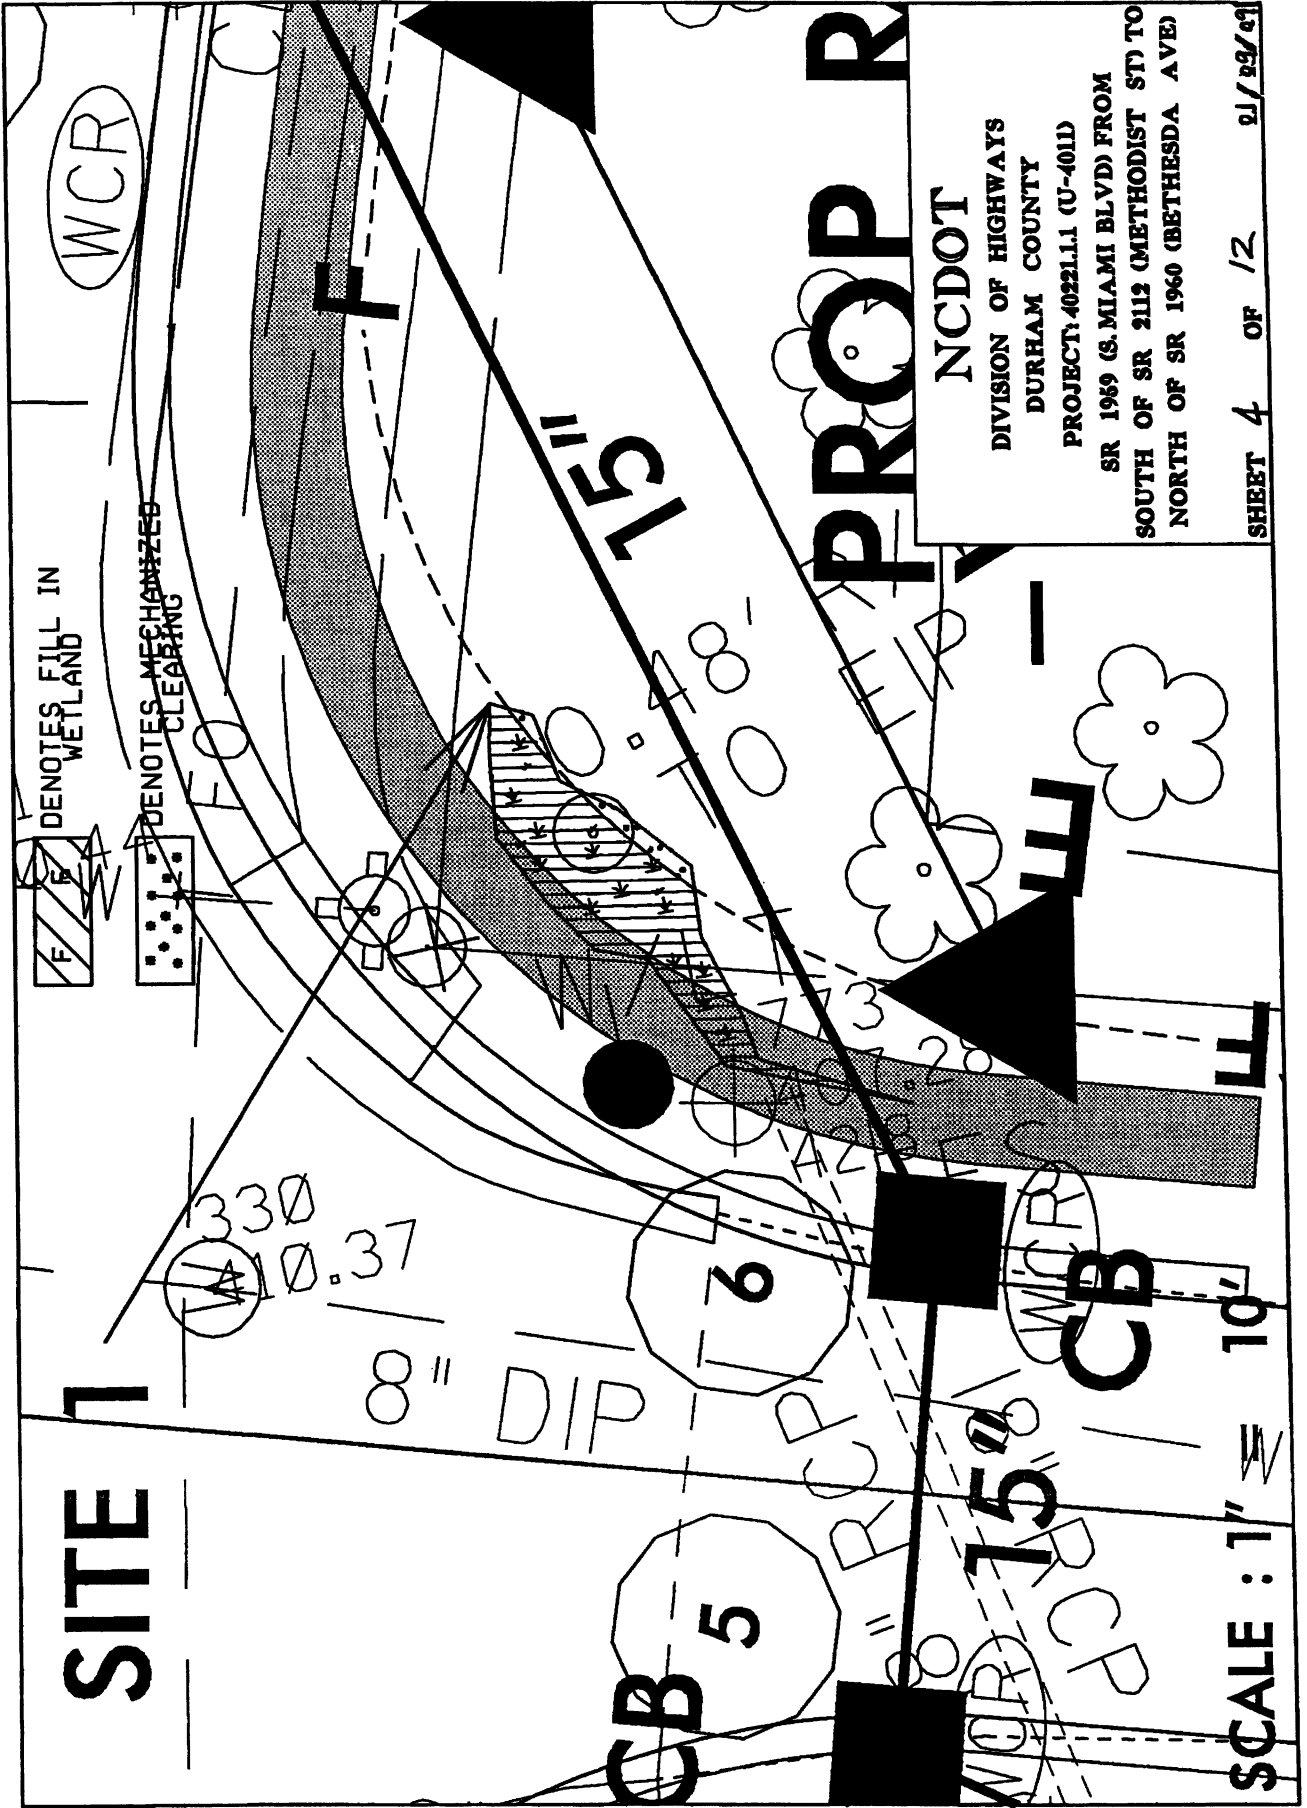 SITE 1
DENOTES FILL IN
WETLAND
DENOTES MECHANIZED
CLEARING
F
F
WCR
330
410.37
8" DIP
F
15"
6
5
CB
CB
15"
WCR
E
F
PROP R
NCDOT
DIVISION OF HIGHWAYS
DURHAM COUNTY
PROJECT: 40221.1.1 (U-4011)
SR 1959 (S. MIAMI BLVD) FROM
SOUTH OF SR 2112 (METHODIST ST) TO
NORTH OF SR 1960 (BETHESDA AVE)
SHEET 4 OF 12
SCALE : 1" = 10'